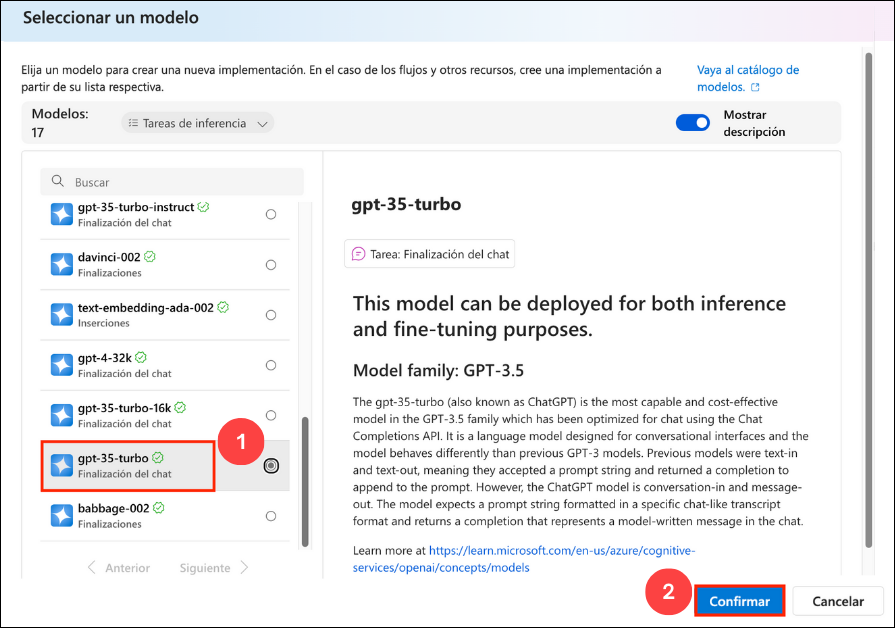 Seleccionar un modelo
Elija un modelo para crear una nueva implementación. En el caso de los flujos y otros recursos, cree una implementación a
partir de su lista respectiva.
Vaya al catálogo de
modelos.
Modelos:
17
Tareas de inferencia
Mostrar
descripción
Buscar
gpt-35-turbo-instruct
Finalización del chat
davinci-002
Finalizaciones
text-embedding-ada-002
Inserciones
gpt-4-32k
Finalización del chat
gpt-35-turbo-16k
Finalización del chat
gpt-35-turbo
Finalización del chat
1
babbage-002
Finalizaciones
Anterior
Siguiente
gpt-35-turbo
Tarea: Finalización del chat
This model can be deployed for both inference
and fine-tuning purposes.
Model family: GPT-3.5
The gpt-35-turbo (also known as ChatGPT) is the most capable and cost-effective
model in the GPT-3.5 family which has been optimized for chat using the Chat
Completions API. It is a language model designed for conversational interfaces and the
model behaves differently than previous GPT-3 models. Previous models were text-in
and text-out, meaning they accepted a prompt string and returned a completion to
append to the prompt. However, the ChatGPT model is conversation-in and message-
out. The model expects a prompt string formatted in a specific chat-like transcript
format and returns a completion that represents a model-written message in the chat.
Learn more at https://learn.microsoft.com/en-us/azure/cognitive-
services/openai/concepts/models
2
Confirmar
Cancelar